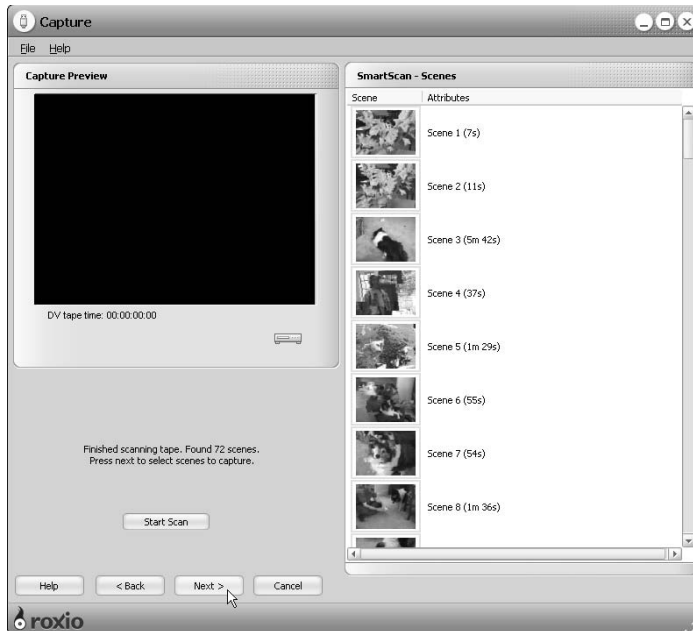 Capture
File Help
Capture Preview
DV tape time: 00:00:00:00
Finished scanning tape. Found 72 scenes.
Press next to select scenes to capture.
Start Scan
Help < Back Next > Cancel
SmartScan - Scenes
Scene Attributes
Scene 1 (7s)
Scene 2 (11s)
Scene 3 (5m 42s)
Scene 4 (37s)
Scene 5 (1m 29s)
Scene 6 (55s)
Scene 7 (54s)
Scene 8 (1m 36s)
roxio